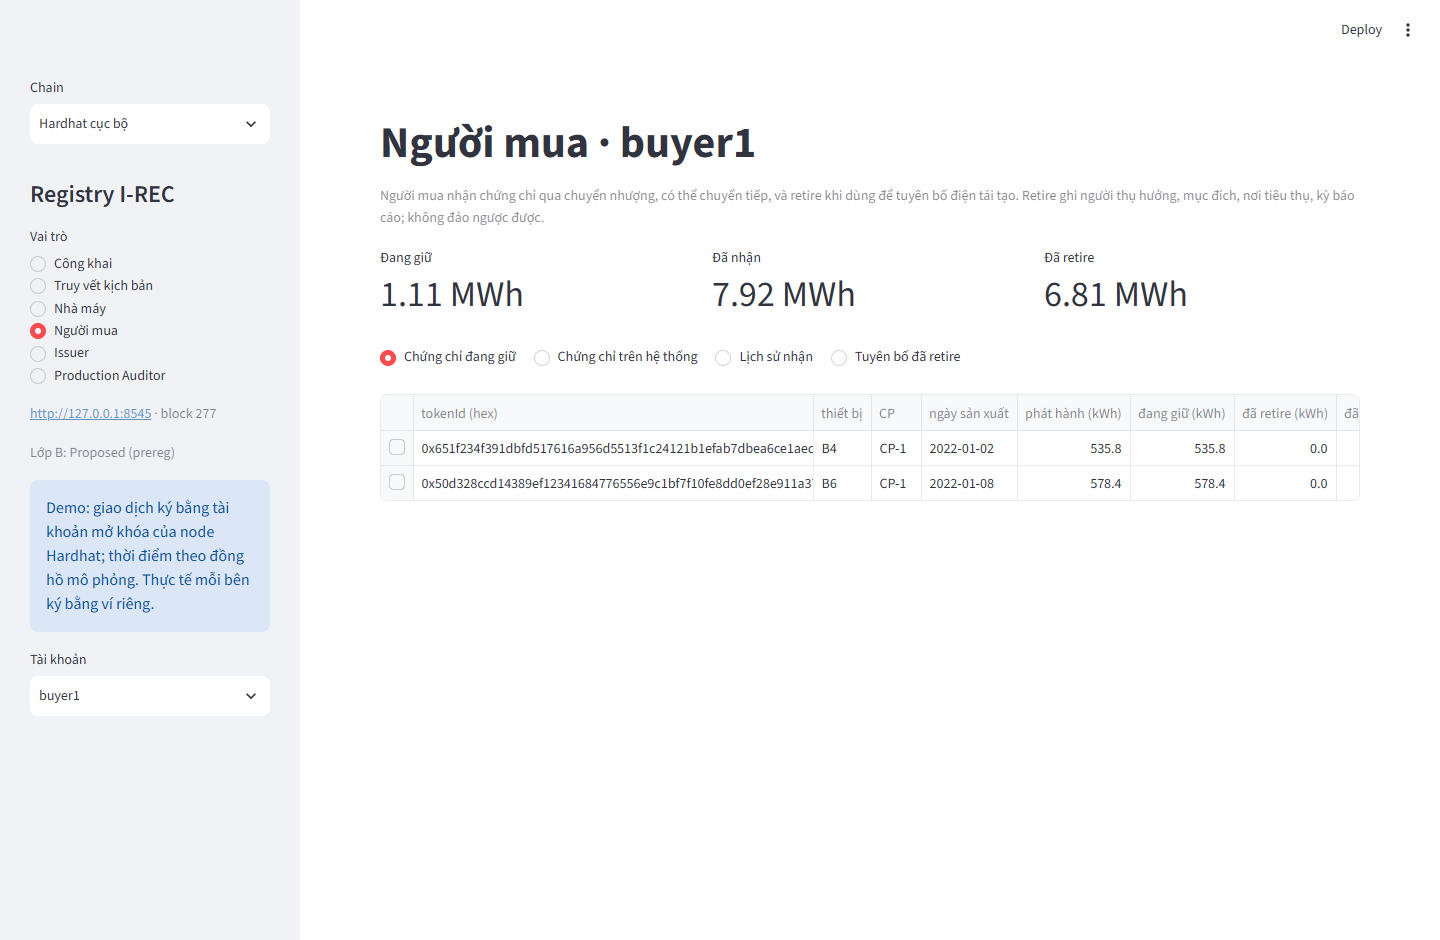 Deploy
Chain
Hardhat cục bộ
Registry I-REC
Vai trò
Công khai
Truy vết kịch bản
Nhà máy
Người mua
Issuer
Production Auditor
http://127.0.0.1:8545 · block 277
Lớp B: Proposed (prereg)
Demo: giao dịch ký bằng tài
khoản mở khóa của node
Hardhat; thời điểm theo đồng
hồ mô phỏng. Thực tế mỗi bên
ký bằng ví riêng.
Tài khoản
buyer1
Người mua · buyer1
Người mua nhận chứng chỉ qua chuyển nhượng, có thể chuyển tiếp, và retire khi dùng để tuyên bố điện tái tạo. Retire ghi người thụ hưởng, mục đích, nơi tiêu thụ, kỳ báo
cáo; không đảo ngược được.
Đang giữ Đã nhận Đã retire
1.11 MWh 7.92 MWh 6.81 MWh
Chứng chỉ đang giữ Chứng chỉ trên hệ thống Lịch sử nhận Tuyên bố đã retire
tokenId (hex) thiết bị CP ngày sản xuất phát hành (kWh) đang giữ (kWh) đã retire (kWh) đã
0x651f234f391dbfd517616a956d5513f1c24121b1efab7dbea6ce1aec B4 CP-1 2022-01-02 535.8 535.8 0.0
0x50d328ccd14389ef12341684776556e9c1bf7f10fe8dd0ef28e911a3 B6 CP-1 2022-01-08 578.4 578.4 0.0